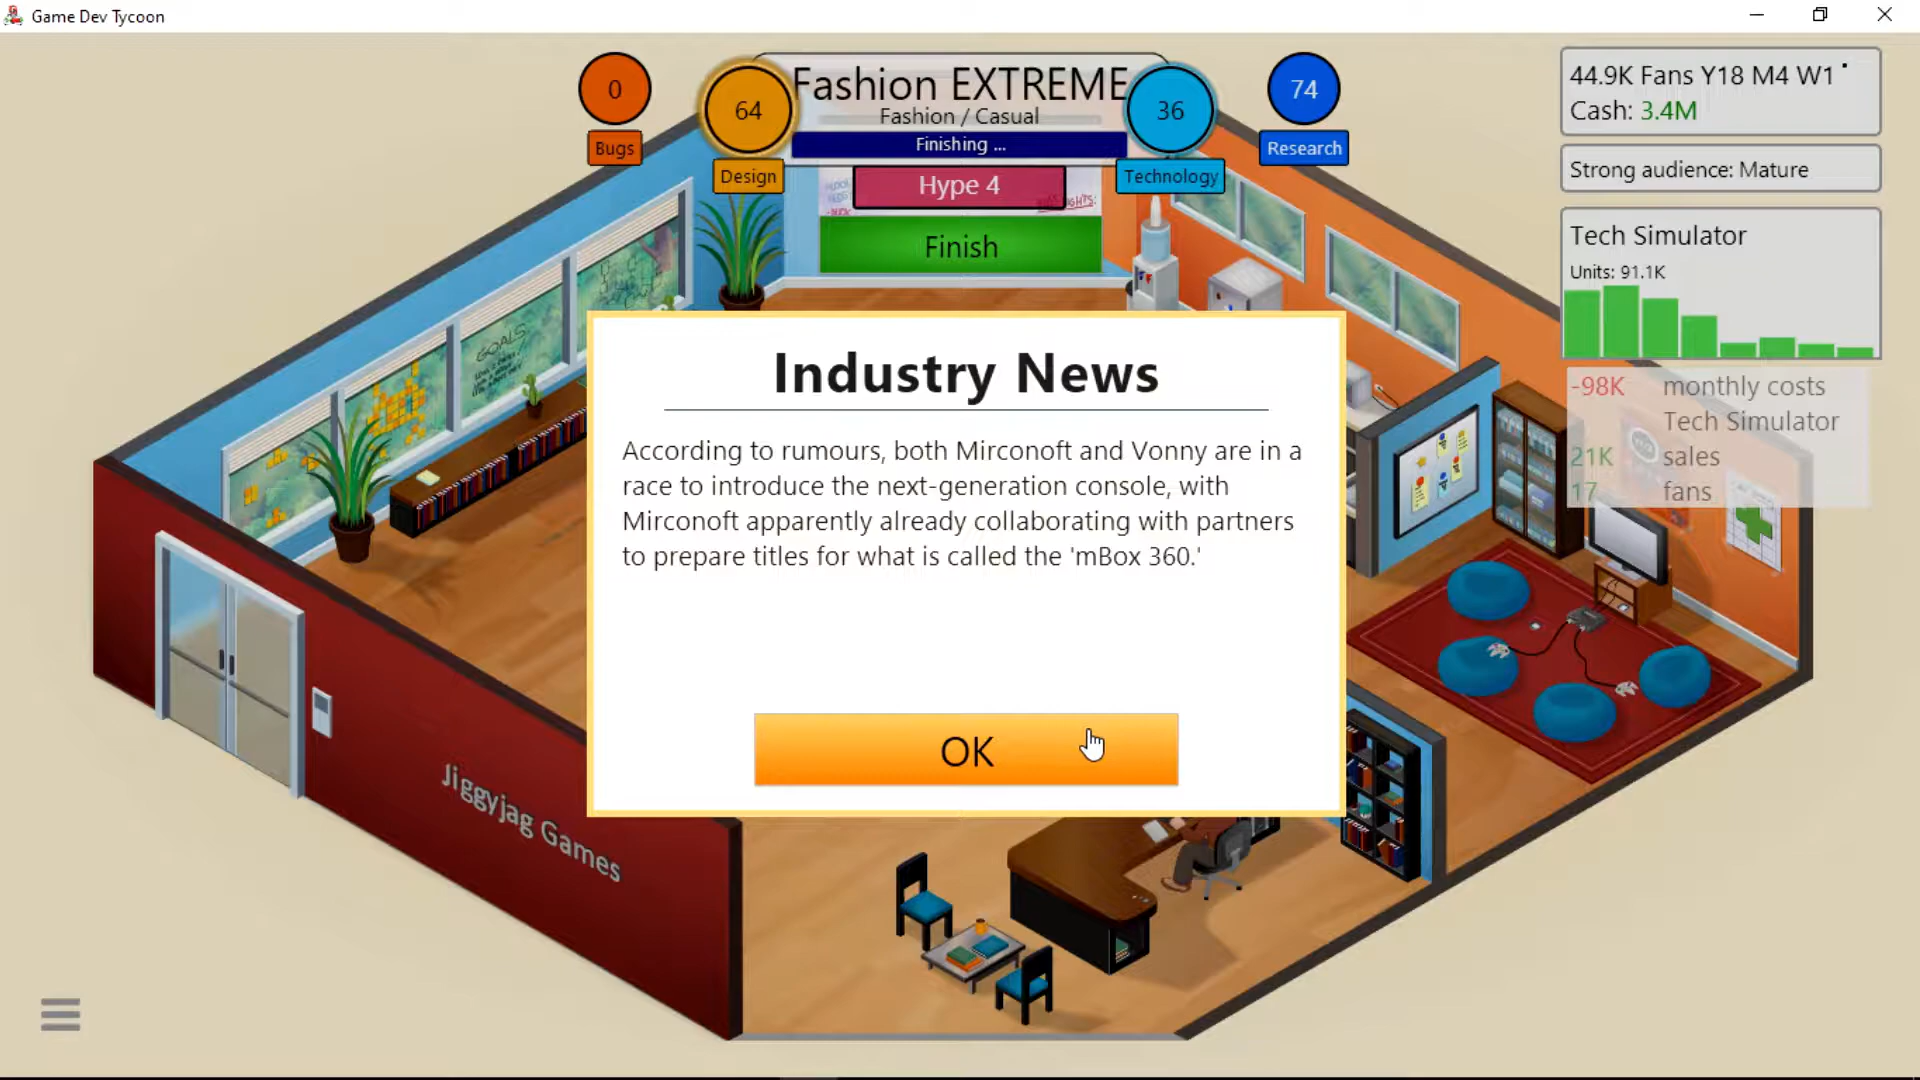 Game Dev Tycoon
0
Bugs
64
Design
Fashion EXTREME
Fashion / Casual
Finishing ...
Hype 4
Finish
36
Technology
74
Research
44.9K Fans Y18 M4 W1
Cash: 3.4M
Strong audience: Mature
Tech Simulator
Units: 91.1K
-98K monthly costs
Tech Simulator
21K sales
17 fans
GOALS
Industry News
According to rumours, both Mirconoft and Vonny are in a
race to introduce the next-generation console, with
Mirconoft apparently already collaborating with partners
to prepare titles for what is called the 'mBox 360.'
OK
Jiggyjag Games